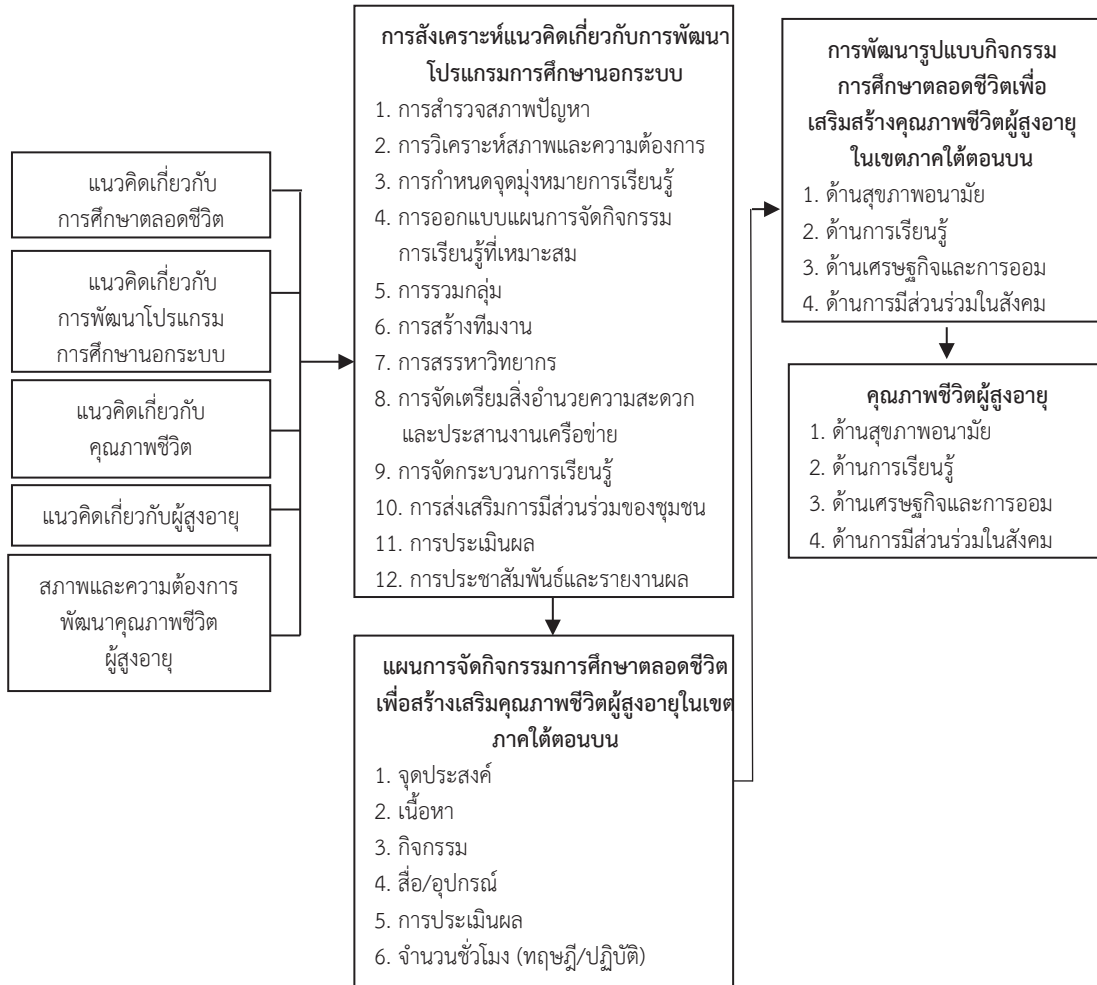 แนวคิดเกี่ยวกับ
การศึกษาตลอดชีวิต
แนวคิดเกี่ยวกับ
การพัฒนาโปรแกรม
การศึกษานอกระบบ
แนวคิดเกี่ยวกับ
คุณภาพชีวิต
แนวคิดเกี่ยวกับผู้สูงอายุ
สภาพและความต้องการ
พัฒนาคุณภาพชีวิต
ผู้สูงอายุ
การสังเคราะห์แนวคิดเกี่ยวกับการพัฒนา
โปรแกรมการศึกษานอกระบบ
1. การสำรวจสภาพปัญหา
2. การวิเคราะห์สภาพและความต้องการ
3. การกำหนดจุดมุ่งหมายการเรียนรู้
4. การออกแบบแผนการจัดกิจกรรม
การเรียนรู้ที่เหมาะสม
5. การรวมกลุ่ม
6. การสร้างทีมงาน
7. การสรรหาวิทยากร
8. การจัดเตรียมสิ่งอำนวยความสะดวก
และประสานงานเครือข่าย
9. การจัดกระบวนการเรียนรู้
10. การส่งเสริมการมีส่วนร่วมของชุมชน
11. การประเมินผล
12. การประชาสัมพันธ์และรายงานผล
แผนการจัดกิจกรรมการศึกษาตลอดชีวิต
เพื่อสร้างเสริมคุณภาพชีวิตผู้สูงอายุในเขต
ภาคใต้ตอนบน
1. จุดประสงค์
2. เนื้อหา
3. กิจกรรม
4. สื่อ/อุปกรณ์
5. การประเมินผล
6. จำนวนชั่วโมง (ทฤษฎี/ปฏิบัติ)
การพัฒนารูปแบบกิจกรรม
การศึกษาตลอดชีวิตเพื่อ
เสริมสร้างคุณภาพชีวิตผู้สูงอายุ
ในเขตภาคใต้ตอนบน
1. ด้านสุขภาพอนามัย
2. ด้านการเรียนรู้
3. ด้านเศรษฐกิจและการออม
4. ด้านการมีส่วนร่วมในสังคม
คุณภาพชีวิตผู้สูงอายุ
1. ด้านสุขภาพอนามัย
2. ด้านการเรียนรู้
3. ด้านเศรษฐกิจและการออม
4. ด้านการมีส่วนร่วมในสังคม